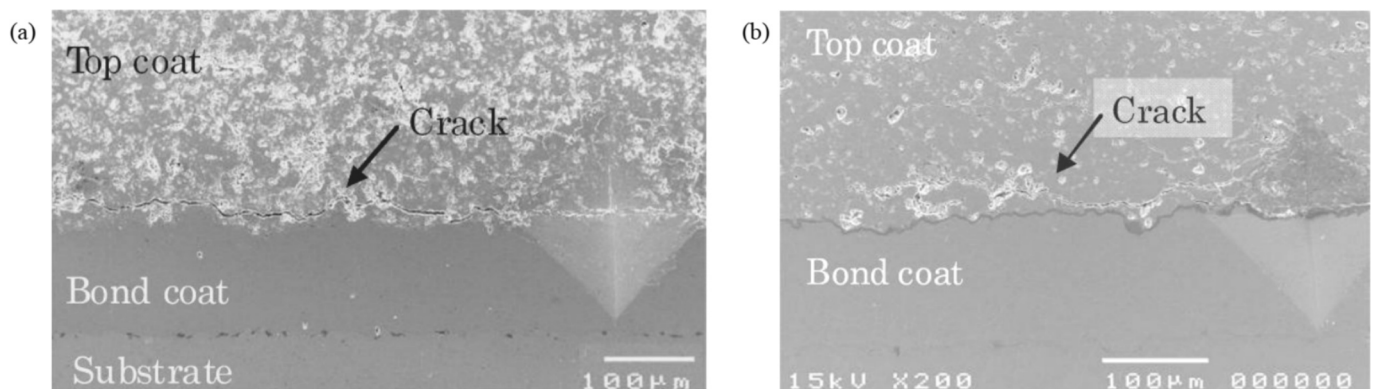 (a)
Top coat
Crack
Bond coat
Substrate
100μm
(b)
Top coat
Crack
Bond coat
15kV X200 100μm 000000